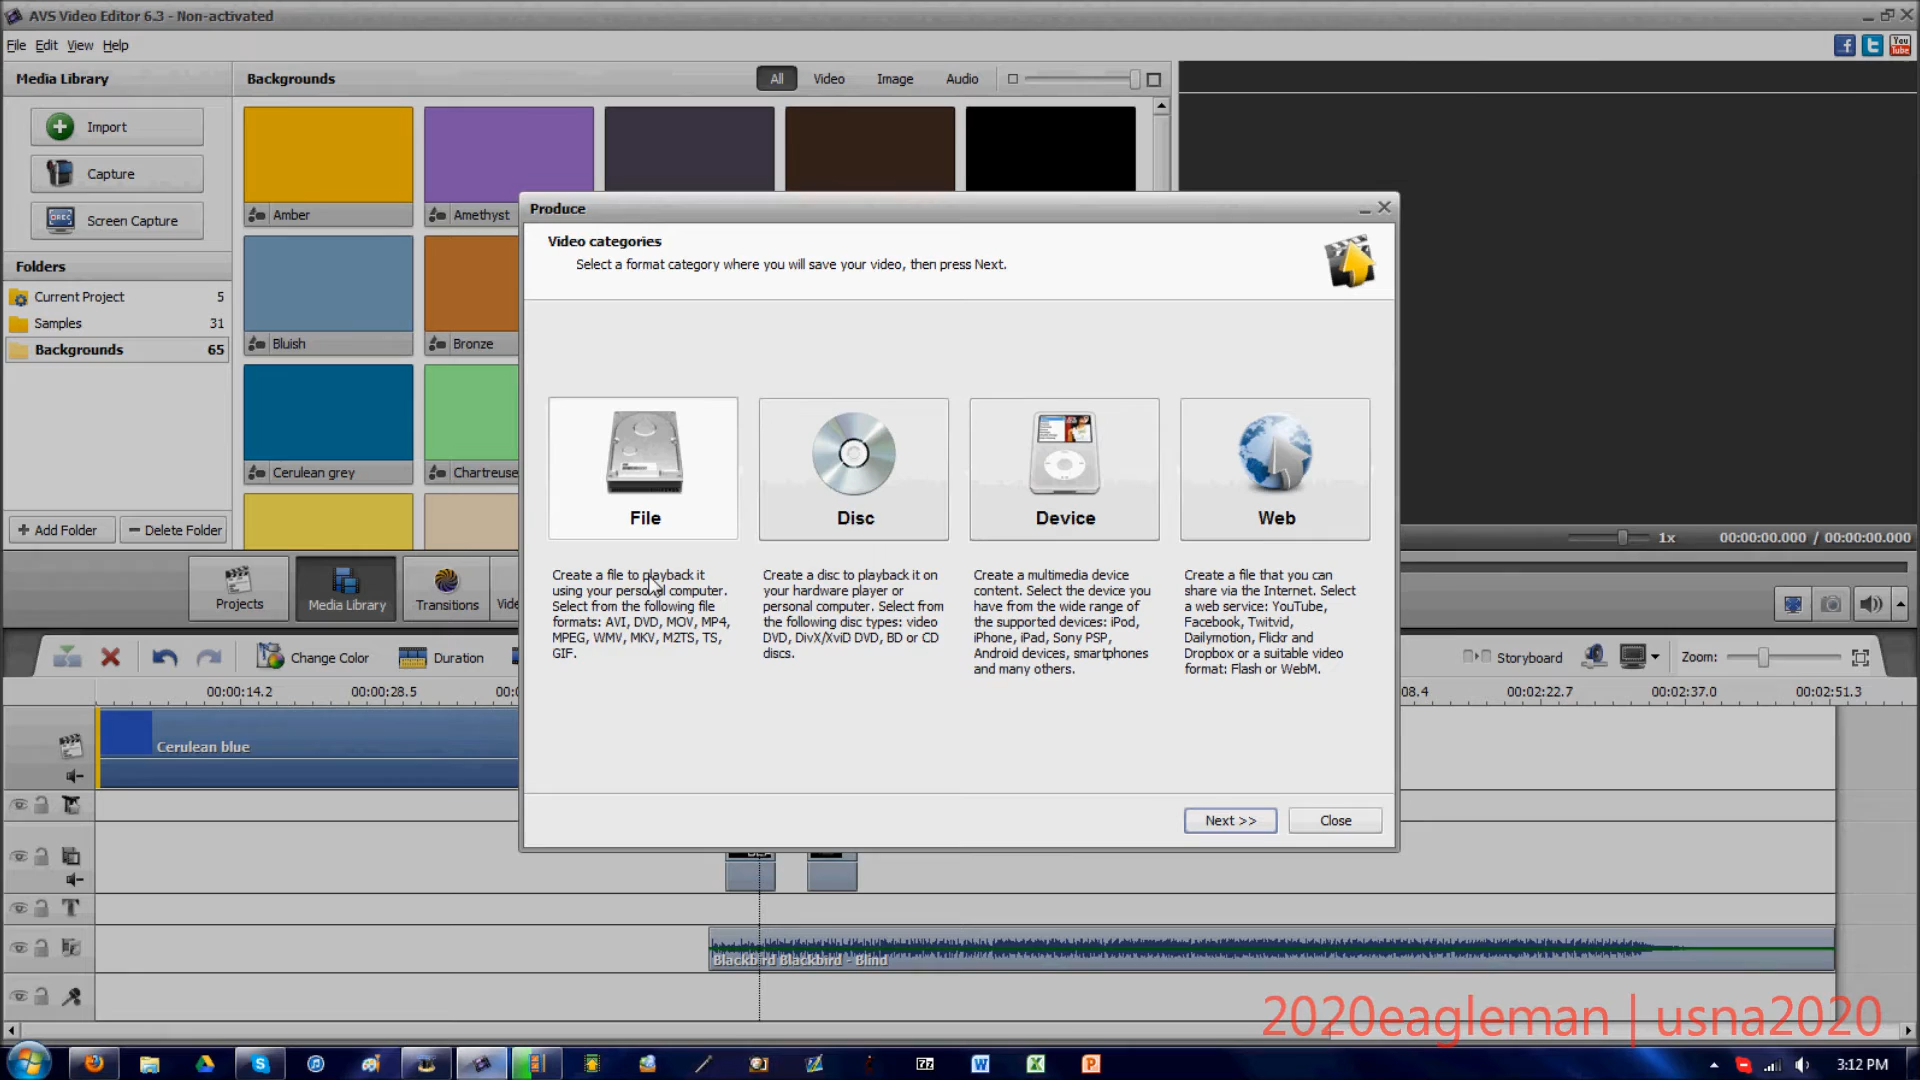 AVS Video Editor 6.3 - Non-activated
File Edit View Help
You
Tube
Media Library
Backgrounds
All Video Image Audio
Import
Capture
Screen Capture
Amber
Amethyst
Folders
Current Project 5
Samples 31
Backgrounds 65
Bluish
Bronze
Cerulean grey
Chartreuse
+ Add Folder
− Delete Folder
Produce
Video categories
Select a format category where you will save your video, then press Next.
File
Disc
Device
Web
Create a file to playback it
using your personal computer.
Select from the following file
formats: AVI, DVD, MOV, MP4,
MPEG, WMV, MKV, M2TS, TS,
GIF.
Create a disc to playback it on
your hardware player or
personal computer. Select from
the following disc types: video
DVD, DivX/XviD DVD, BD or CD
discs.
Create a multimedia device
content. Select the device you
have from the wide range of
the supported devices: iPod,
iPhone, iPad, Sony PSP,
Android devices, smartphones
and many others.
Create a file that you can
share via the Internet. Select
a web service: YouTube,
Facebook, Twitvid,
Dailymotion, Flickr and
Dropbox or a suitable video
format: Flash or WebM.
Next >>
Close
1x
00:00:00.000 / 00:00:00.000
Projects
Media Library
Transitions
Vide
Change Color
Duration
Storyboard
Zoom:
00:00:14.2 00:00:28.5 00:0 08.4 00:02:22.7 00:02:37.0 00:02:51.3
Cerulean blue
T
Blackbird Blackbird - Blind
2020eagleman | usna2020
7z
3:12 PM